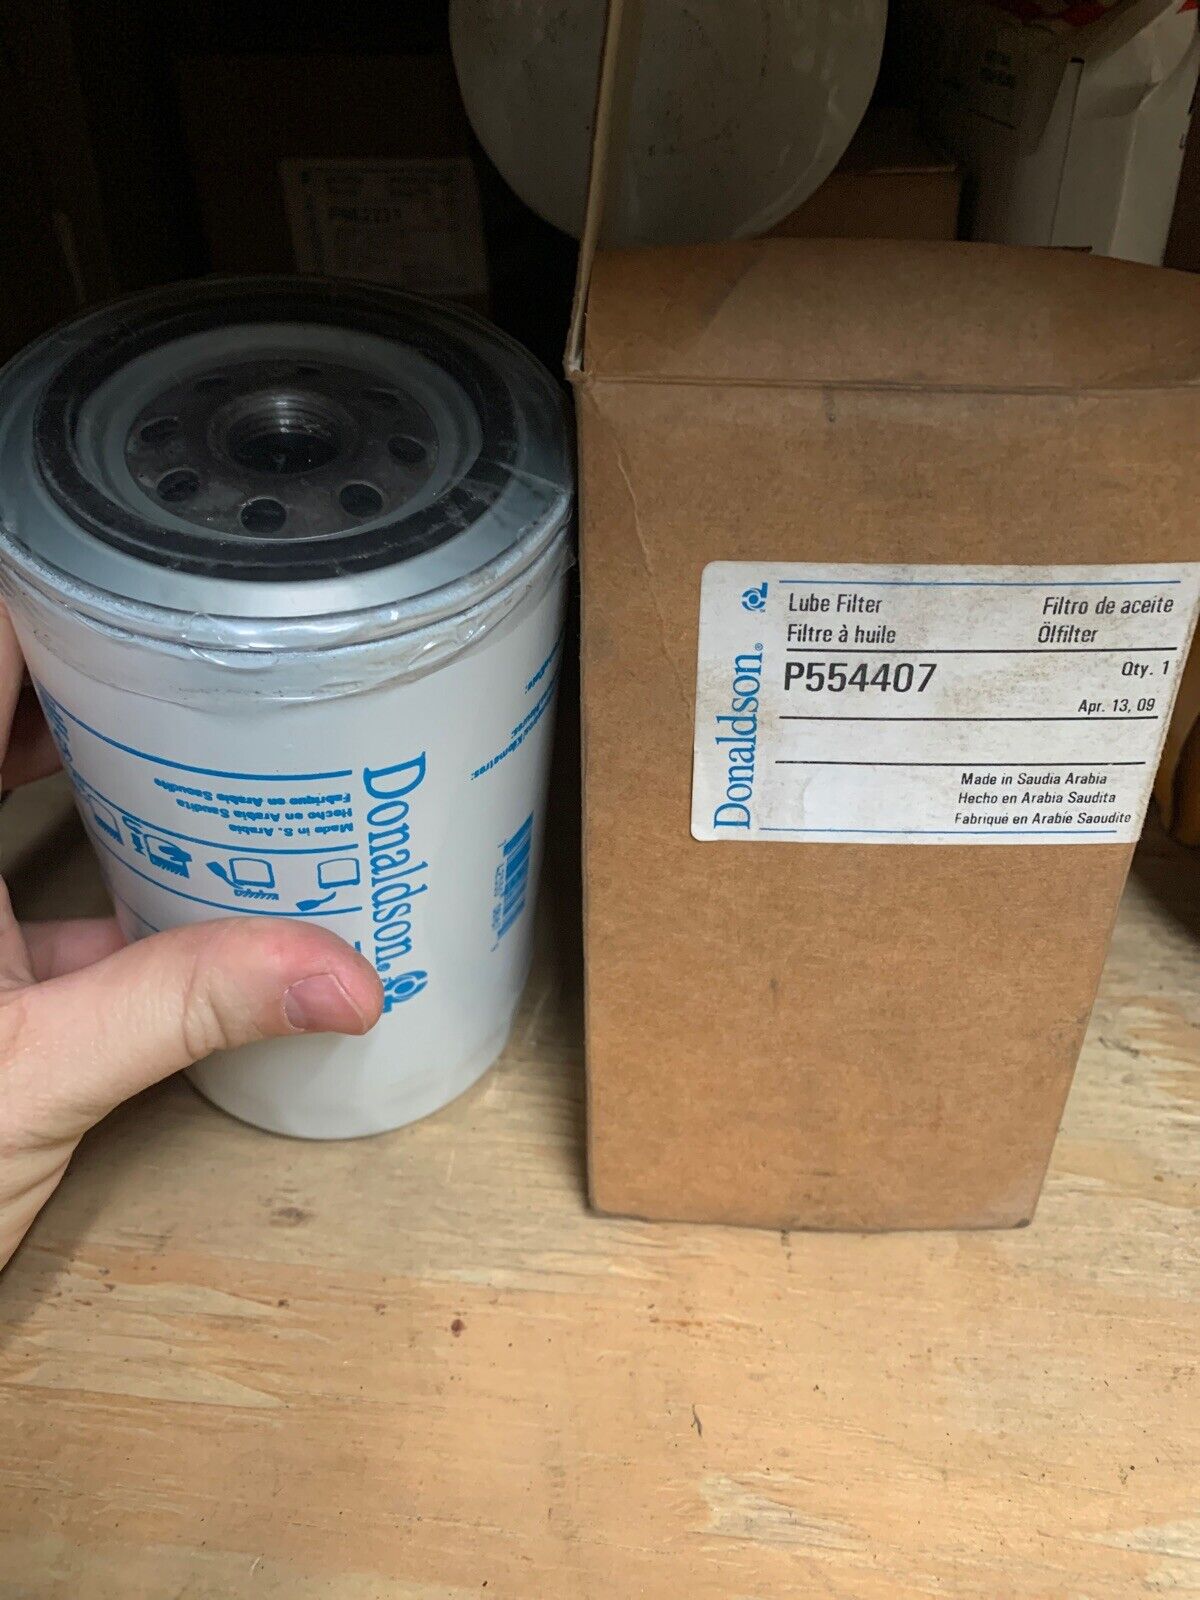 Lube Filter
Filtro de aceite
Filtre à huile
Ölfilter
P554407
Qty. 1
Apr. 13, 09
Made in Saudia Arabia
Hecho en Arabia Saudita
Fabriqué en Arabie Saoudite
Donaldson®
Donaldson®
Made in S. Arabia
Hecho en Arabia Saudita
Fabrique en Arabie Saoudite